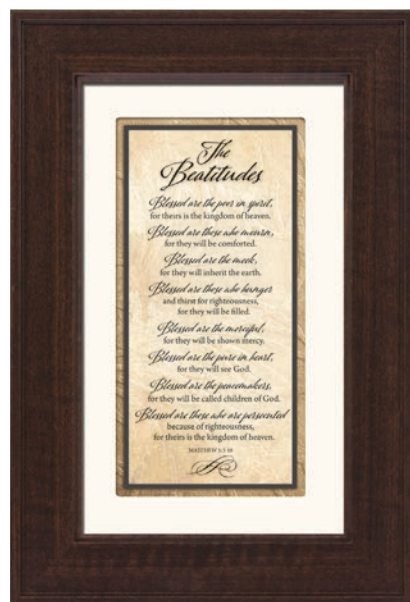 The
Beatitudes
Blessed are the poor in spirit,
for theirs is the kingdom of heaven.
Blessed are those who mourn,
for they will be comforted.
Blessed are the meek,
for they will inherit the earth.
Blessed are those who hunger
and thirst for righteousness,
for they will be filled.
Blessed are the merciful,
for they will be shown mercy.
Blessed are the pure in heart,
for they will see God.
Blessed are the peacemakers,
for they will be called children of God.
Blessed are those who are persecuted
because of righteousness,
for theirs is the kingdom of heaven.
MATTHEW 5:3-10